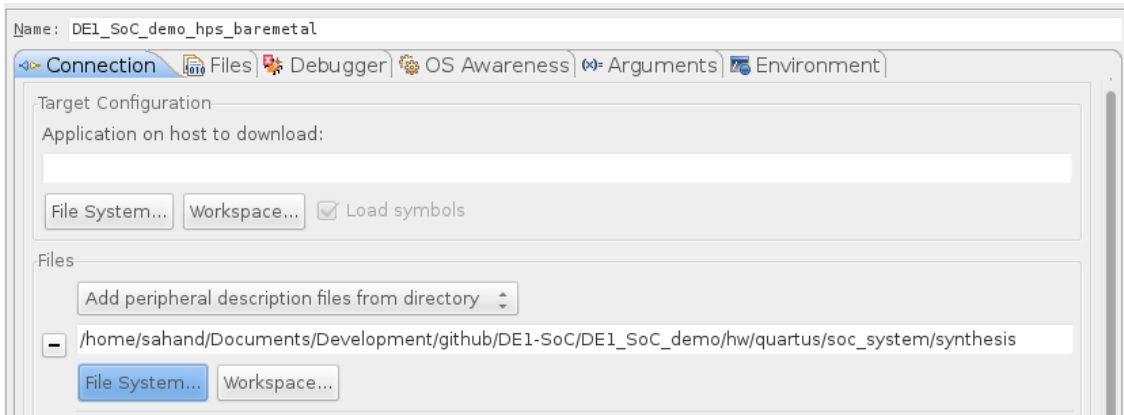 Name: DE1_SoC_demo_hps_baremetal
Connection Files Debugger OS Awareness (x)= Arguments Environment
Target Configuration
Application on host to download:
File System... Workspace... Load symbols
Files
Add peripheral description files from directory
/home/sahand/Documents/Development/github/DE1-SoC/DE1_SoC_demo/hw/quartus/soc_system/synthesis
File System... Workspace...